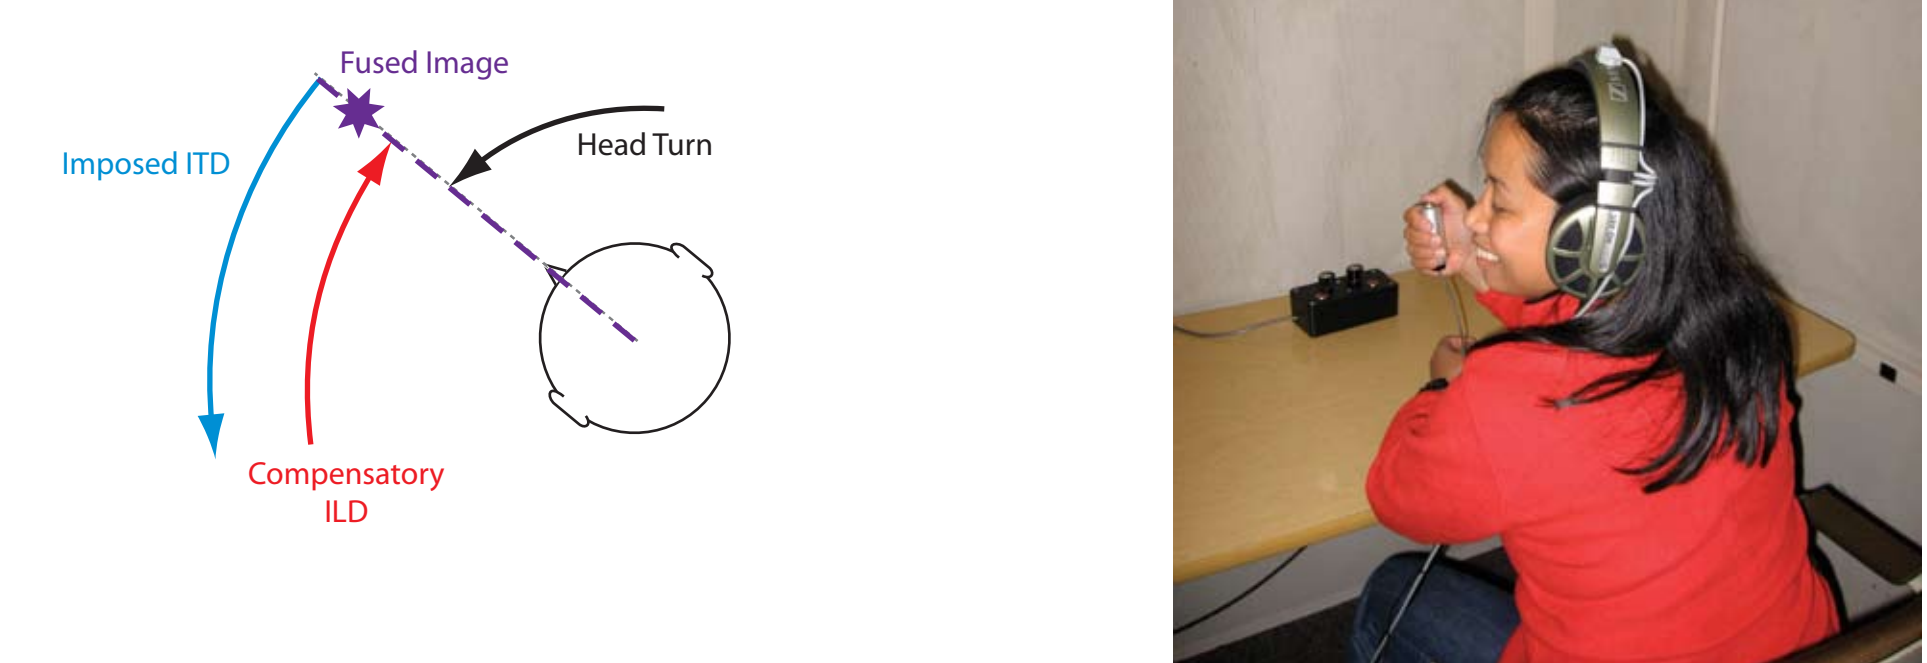 Fused Image
Head Turn
Imposed ITD
Compensatory
ILD